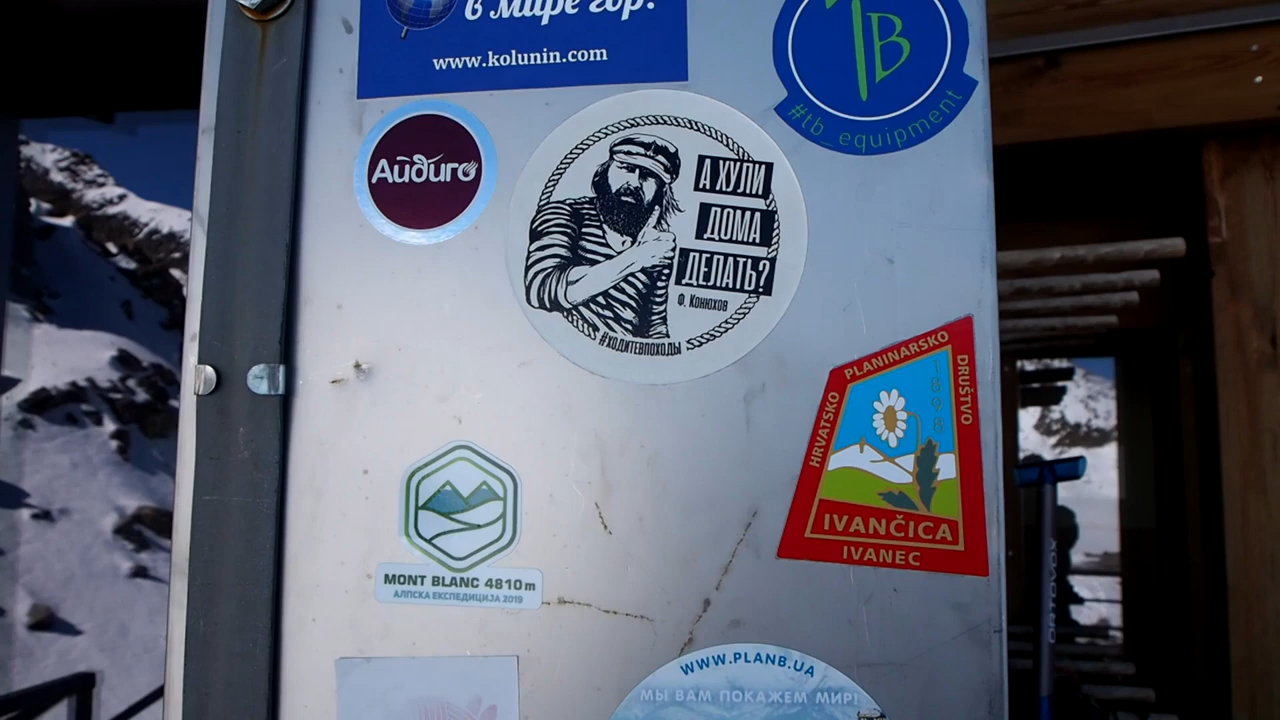 в мире гор!
www.kolunin.com
TB
#tb_equipment
Айдиго
А ХУЛИ
ДОМА
ДЕЛАТЬ?
Ф. Конюхов
#ХОДИТЕВПОХОДЫ
HRVATSKO
PLANINARSKO
DRUŠTVO
1898
IVANČICA
IVANEC
MONT BLANC 4810m
АЛПСКА ЕКСПЕДИЦИЈА 2019
WWW.PLANB.UA
МЫ ВАМ ПОКАЖЕМ МИР!
ORTOVOX